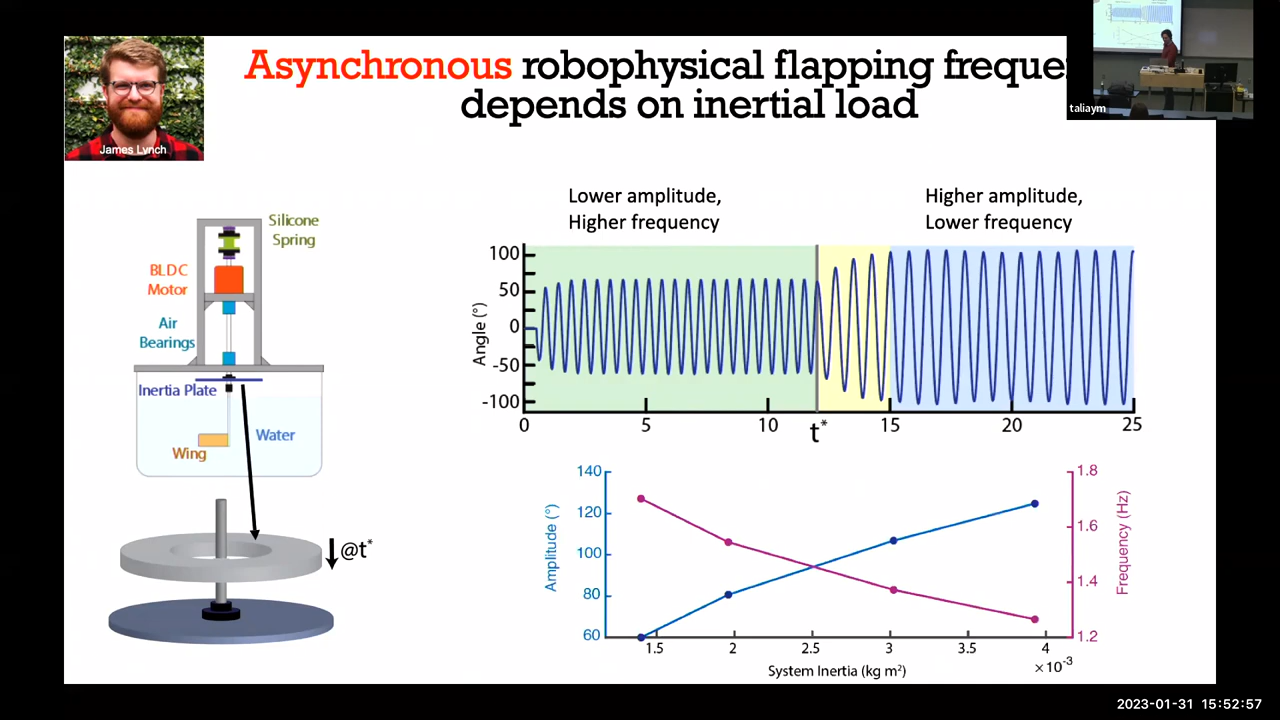 Asynchronous robophysical flapping freque
depends on inertial load
taliaym
James Lynch
Lower amplitude,
Higher frequency
Higher amplitude,
Lower frequency
Silicone
Spring
BLDC
Motor
Air
Bearings
Inertia Plate
Water
Wing
@t*
Angle (°)
100
50
0
-50
-100
0
5
10
t*
15
20
25
Amplitude (°)
140
120
100
80
60
Frequency (Hz)
1.8
1.6
1.4
1.2
1.5
2
2.5
3
3.5
4
×10-3
System Inertia (kg m²)
2023-01-31 15:52:57